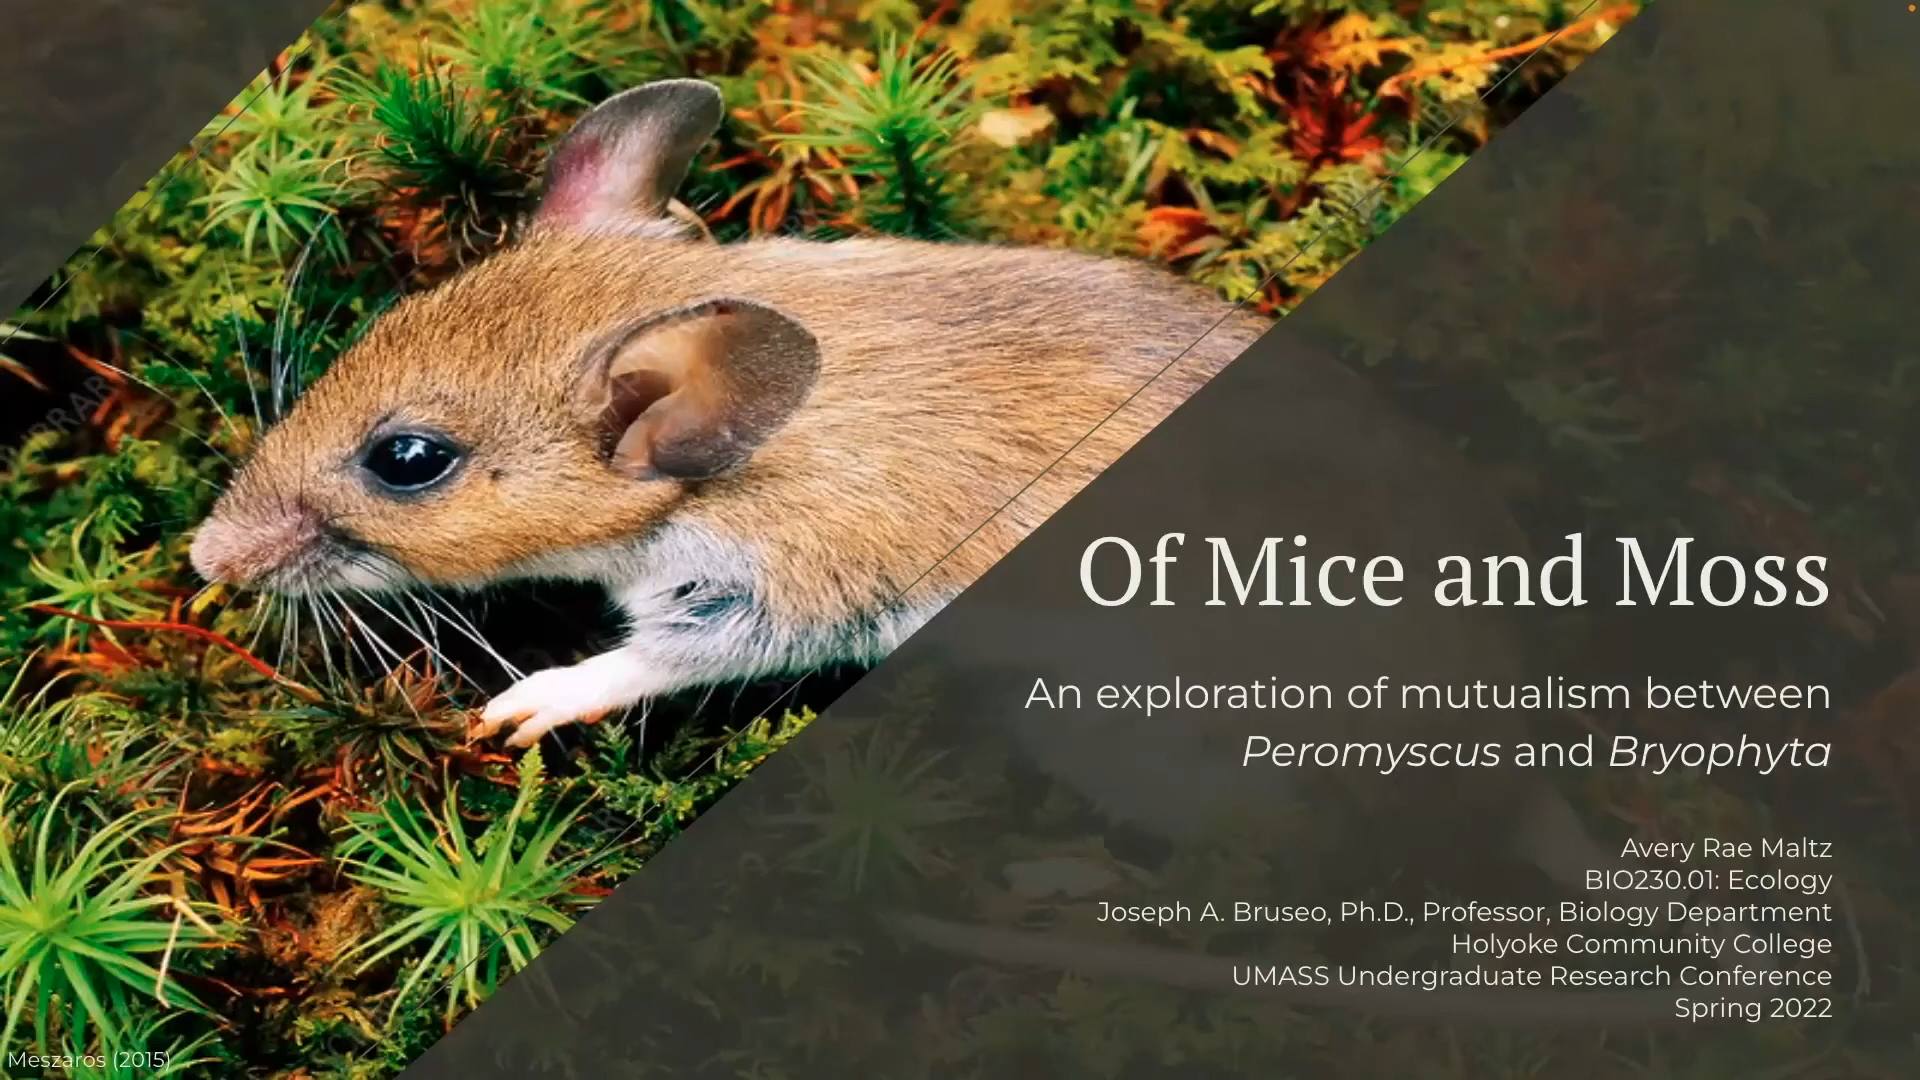 Of Mice and Moss
An exploration of mutualism between
Peromyscus and Bryophyta
Avery Rae Maltz
BIO230.01: Ecology
Joseph A. Bruseo, Ph.D., Professor, Biology Department
Holyoke Community College
UMASS Undergraduate Research Conference
Spring 2022
Meszaros (2015)